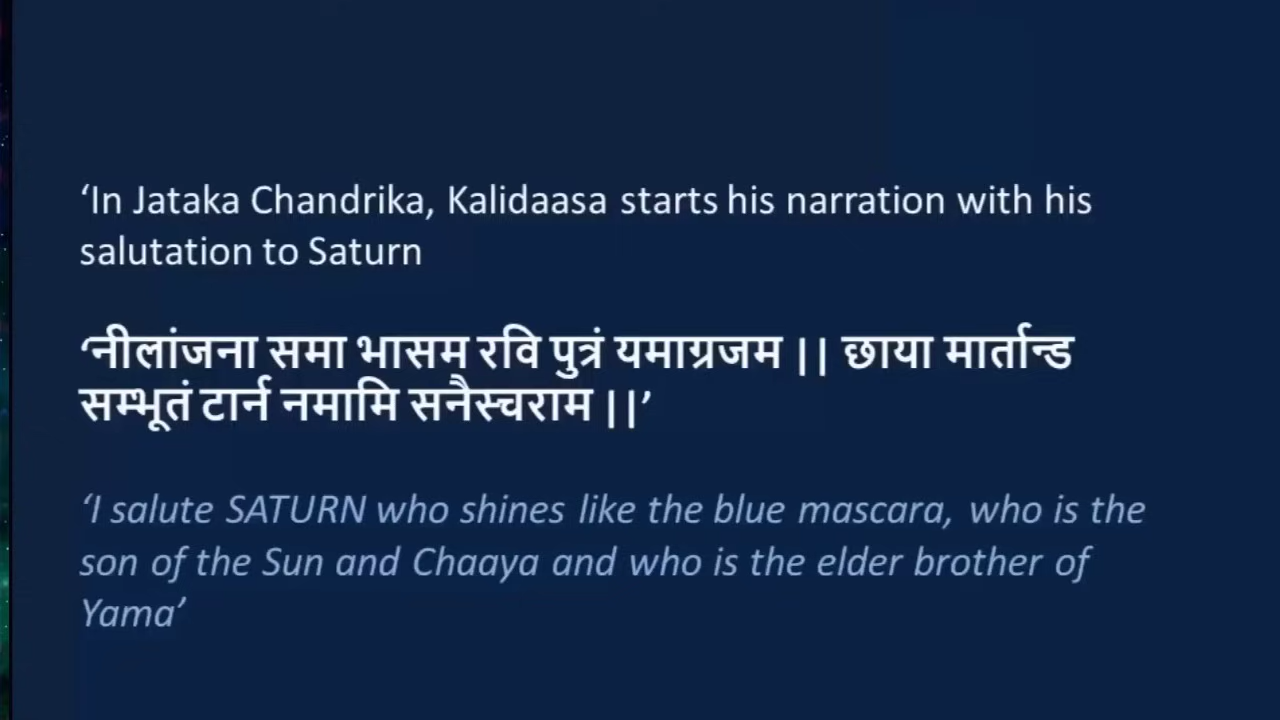 ‘In Jataka Chandrika, Kalidaasa starts his narration with his
salutation to Saturn
‘नीलांजना समा भासम रवि पुत्रं यमाग्रजम || छाया मार्तान्ड
सम्भूतं टार्न नमामि सनैस्चराम ||’
‘I salute SATURN who shines like the blue mascara, who is the
son of the Sun and Chaaya and who is the elder brother of
Yama’